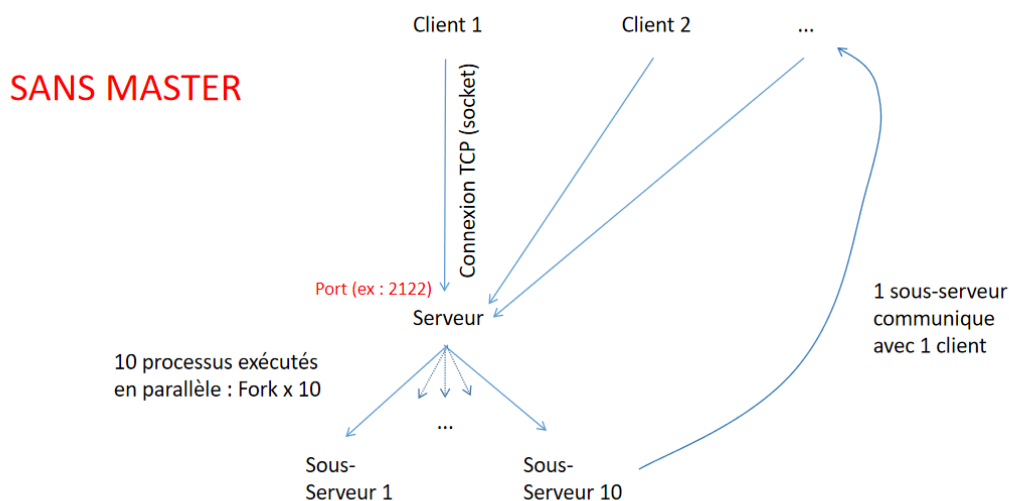 Client 1
Client 2
...
SANS MASTER
Connexion TCP (socket)
Port (ex : 2122)
Serveur
1 sous-serveur
communique
avec 1 client
10 processus exécutés
en parallèle : Fork x 10
...
Sous-
Serveur 1
Sous-
Serveur 10